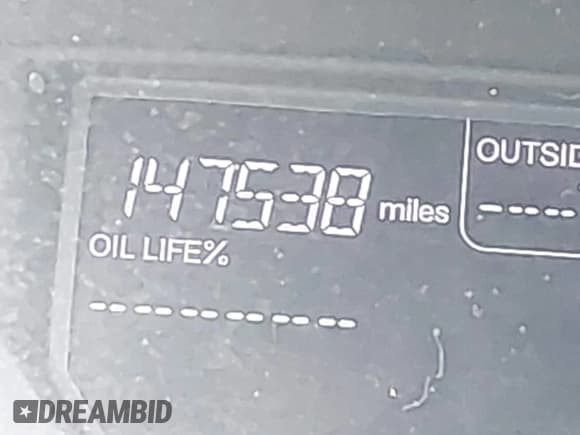 OUTSID
147538 miles
OIL LIFE%
DREAMBID